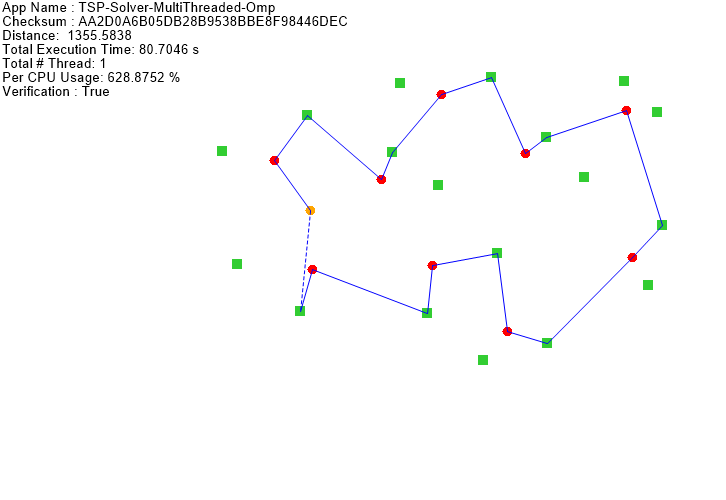 App Name : TSP-Solver-MultiThreaded-Omp
Checksum : AA2D0A6B05DB28B9538BBE8F98446DEC
Distance:  1355.5838
Total Execution Time: 80.7046 s
Total # Thread: 1
Per CPU Usage: 628.8752 %
Verification : True